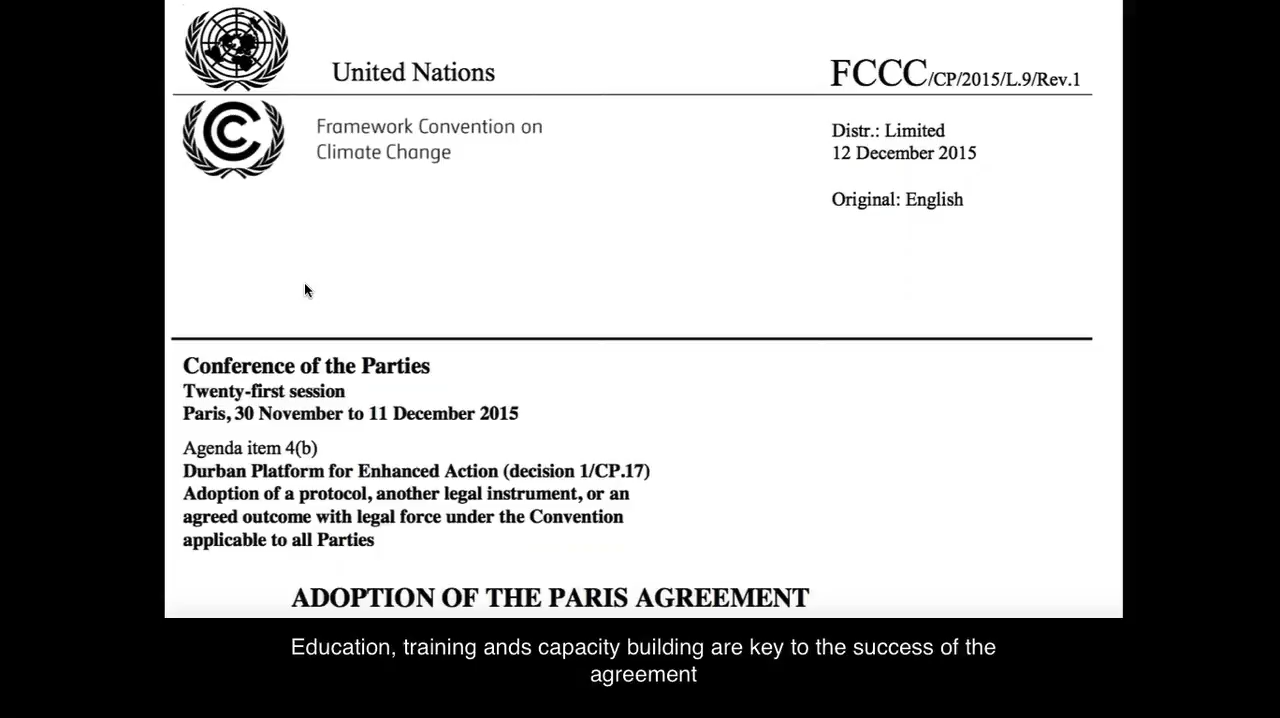 United Nations
FCCC/CP/2015/L.9/Rev.1
Framework Convention on
Climate Change
Distr.: Limited
12 December 2015
Original: English
Conference of the Parties
Twenty-first session
Paris, 30 November to 11 December 2015
Agenda item 4(b)
Durban Platform for Enhanced Action (decision 1/CP.17)
Adoption of a protocol, another legal instrument, or an
agreed outcome with legal force under the Convention
applicable to all Parties
ADOPTION OF THE PARIS AGREEMENT
Education, training ands capacity building are key to the success of the
agreement